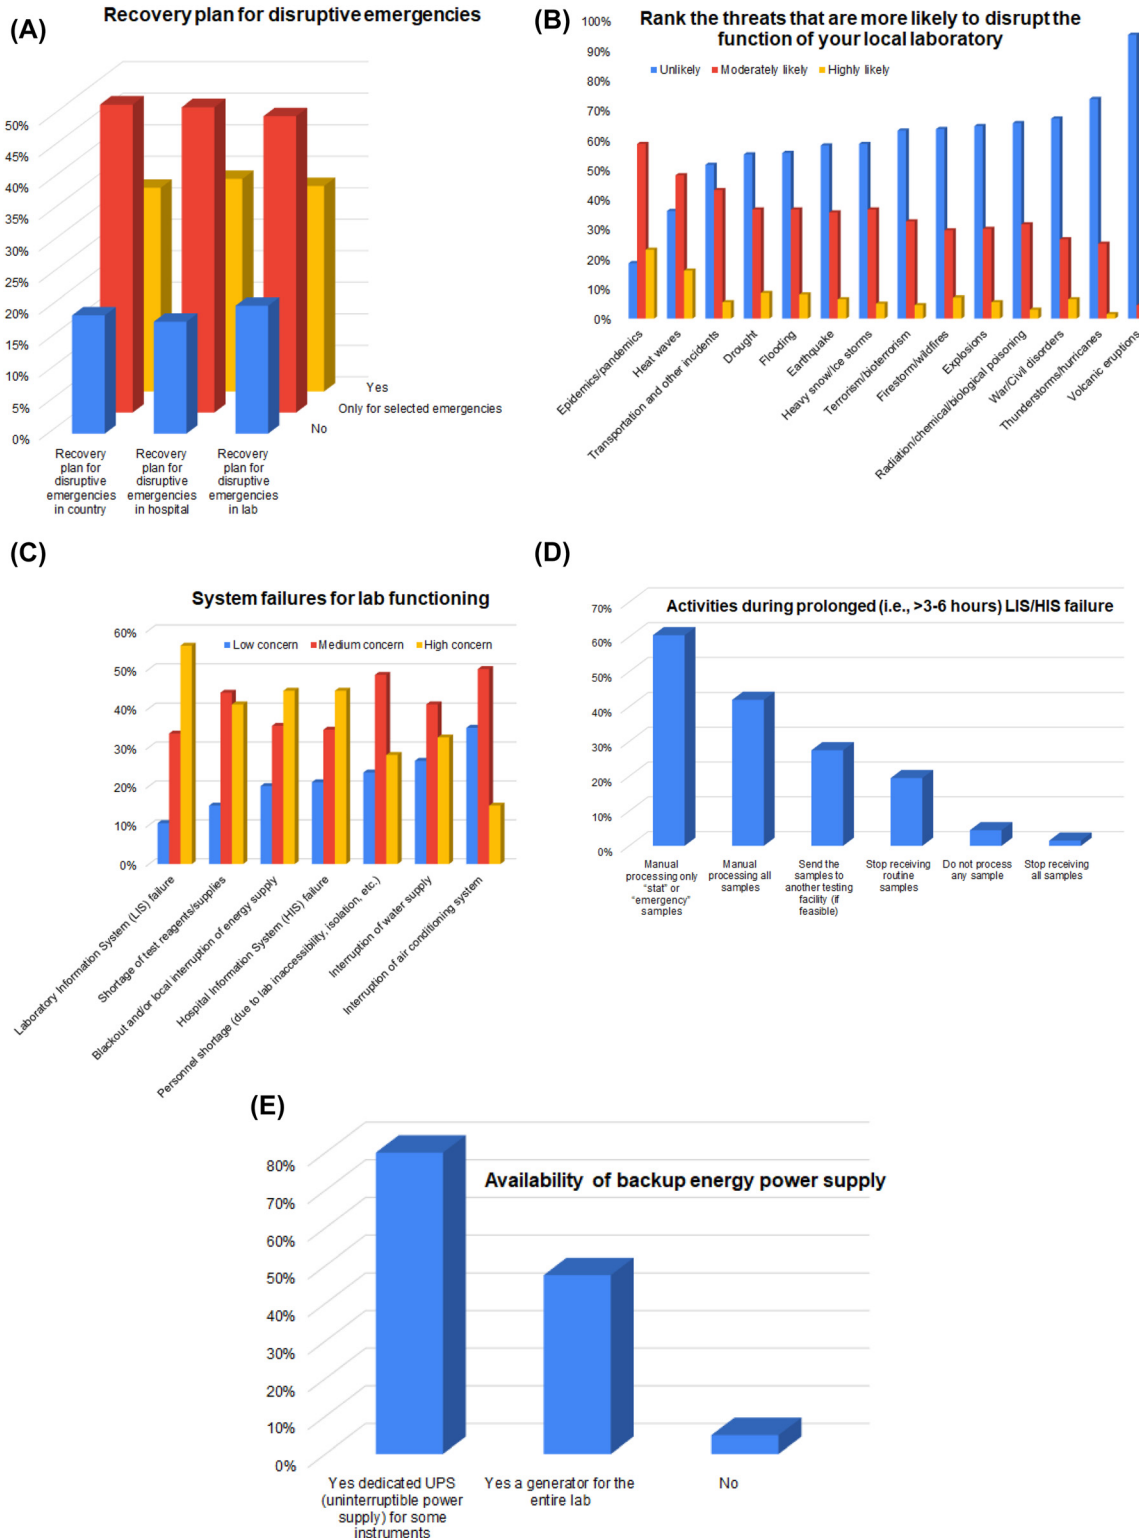 (A)
Recovery plan for disruptive emergencies
50%
45%
40%
35%
30%
25%
20%
15%
10%
5%
0%
Yes
Only for selected emergencies
No
Recovery
plan for
disruptive
emergencies
in country
Recovery
plan for
disruptive
emergencies
in hospital
Recovery
plan for
disruptive
emergencies
in lab
(B)
Rank the threats that are more likely to disrupt the
function of your local laboratory
Unlikely
Moderately likely
Highly likely
100%
90%
80%
70%
60%
50%
40%
30%
20%
10%
0%
Epidemics/pandemics
Heat waves
Transportation and other incidents
Drought
Flooding
Earthquake
Heavy snow/Ice storms
Terrorism/bioterrorism
Firestorm/wildfires
Explosions
Radiation/chemical/biological poisoning
War/Civil disorders
Thunderstorms/hurricanes
Volcanic eruptions
(C)
System failures for lab functioning
Low concern
Medium concern
High concern
60%
50%
40%
30%
20%
10%
0%
Laboratory Information System (LIS) failure
Shortage of test reagents/supplies
Blackout and/or local interruption of energy supply
Hospital Information System (HIS) failure
Personnel shortage (due to lab inaccessibility, isolation, etc.)
Interruption of water supply
Interruption of air conditioning system
(D)
Activities during prolonged (i.e., >3-6 hours) LIS/HIS failure
70%
60%
50%
40%
30%
20%
10%
0%
Manual
processing only
"stat" or
"emergency"
samples
Manual
processing all
samples
Send the
samples to
another testing
facility (if
feasible)
Stop receiving
routine
samples
Do not process
any sample
Stop receiving
all samples
(E)
Availability of backup energy power supply
80%
70%
60%
50%
40%
30%
20%
10%
0%
Yes dedicated UPS
(uninterruptible power
supply) for some
instruments
Yes a generator for the
entire lab
No